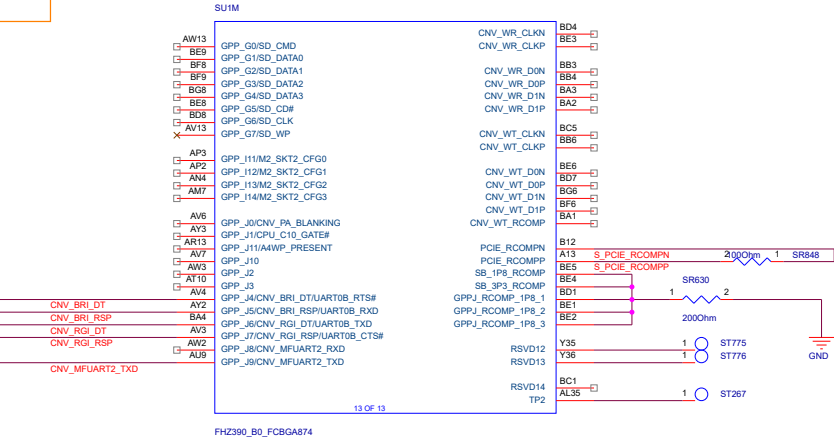 SU1M
AW13 GPP_G0/SD_CMD
BE9 GPP_G1/SD_DATA0
BF8 GPP_G2/SD_DATA1
BF9 GPP_G3/SD_DATA2
BG8 GPP_G4/SD_DATA3
BE8 GPP_G5/SD_CD#
BD8 GPP_G6/SD_CLK
AV13 GPP_G7/SD_WP
AP3 GPP_I11/M2_SKT2_CFG0
AP2 GPP_I12/M2_SKT2_CFG1
AN4 GPP_I13/M2_SKT2_CFG2
AM7 GPP_I14/M2_SKT2_CFG3
AV6 GPP_J0/CNV_PA_BLANKING
AY3 GPP_J1/CPU_C10_GATE#
AR13 GPP_J11/A4WP_PRESENT
AV7 GPP_J10
AW3 GPP_J2
AT10 GPP_J3
AV4 GPP_J4/CNV_BRI_DT/UART0B_RTS#
CNV_BRI_DT AY2 GPP_J5/CNV_BRI_RSP/UART0B_RXD
CNV_BRI_RSP BA4 GPP_J6/CNV_RGI_DT/UART0B_TXD
CNV_RGI_DT AV3 GPP_J7/CNV_RGI_RSP/UART0B_CTS#
CNV_RGI_RSP AW2 GPP_J8/CNV_MFUART2_RXD
AU9 GPP_J9/CNV_MFUART2_TXD
CNV_MFUART2_TXD
CNV_WR_CLKN BD4
CNV_WR_CLKP BE3
CNV_WR_D0N BB3
CNV_WR_D0P BB4
CNV_WR_D1N BA3
CNV_WR_D1P BA2
CNV_WT_CLKN BC5
CNV_WT_CLKP BB6
CNV_WT_D0N BE6
CNV_WT_D0P BD7
CNV_WT_D1N BG6
CNV_WT_D1P BF6
CNV_WT_RCOMP BA1
PCIE_RCOMPN B12
PCIE_RCOMPP A13 S_PCIE_RCOMPN 2 100Ohm 1 SR848
SB_1P8_RCOMP BE5 S_PCIE_RCOMPP
SB_3P3_RCOMP BE4 SR630
GPPJ_RCOMP_1P8_1 BD1 1 2
GPPJ_RCOMP_1P8_2 BE1
GPPJ_RCOMP_1P8_3 BE2 200Ohm
RSVD12 Y35 1 ST775
RSVD13 Y36 1 ST776
GND
RSVD14 BC1
TP2 AL35 1 ST267
13 OF 13
FHZ390_B0_FCBGA874